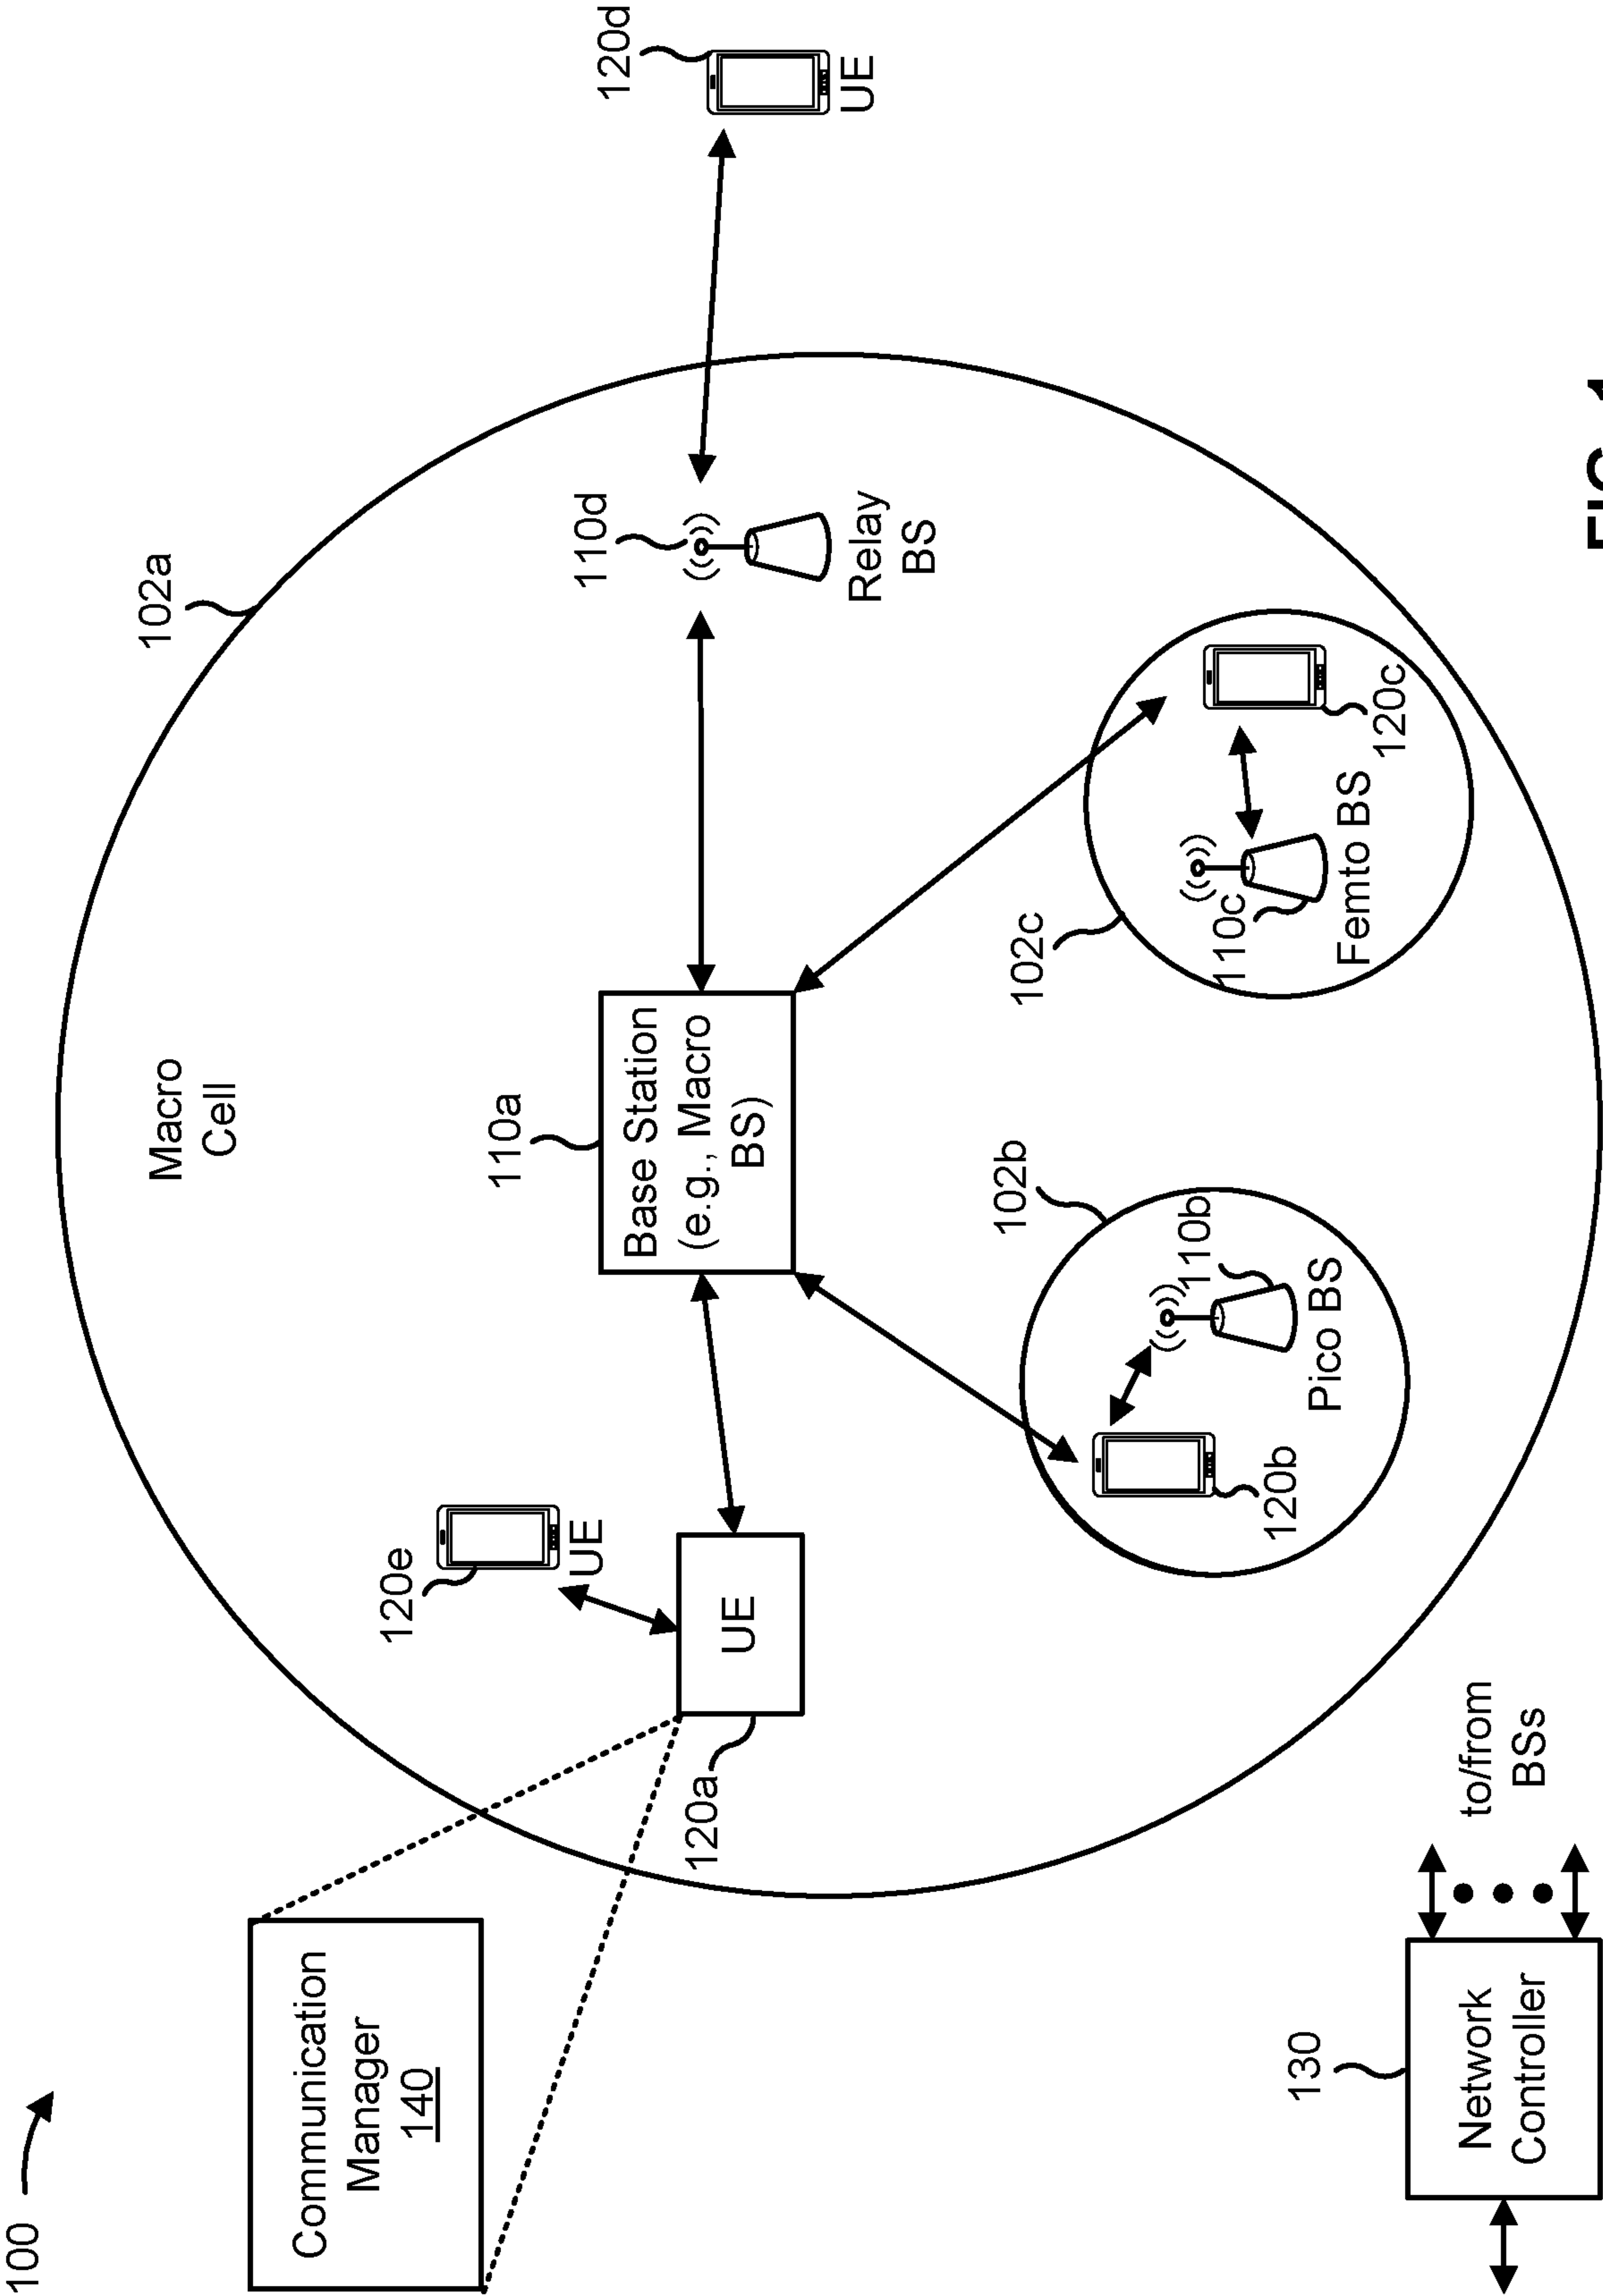 100
Communication
Manager
140
102a
Macro
Cell
120e
UE
UE
120a
110a
Base Station
(e.g., Macro
BS)
110d
Relay
BS
120d
UE
102b
110b
Pico BS
120b
102c
110c
Femto BS
120c
130
Network
Controller
to/from
BSs